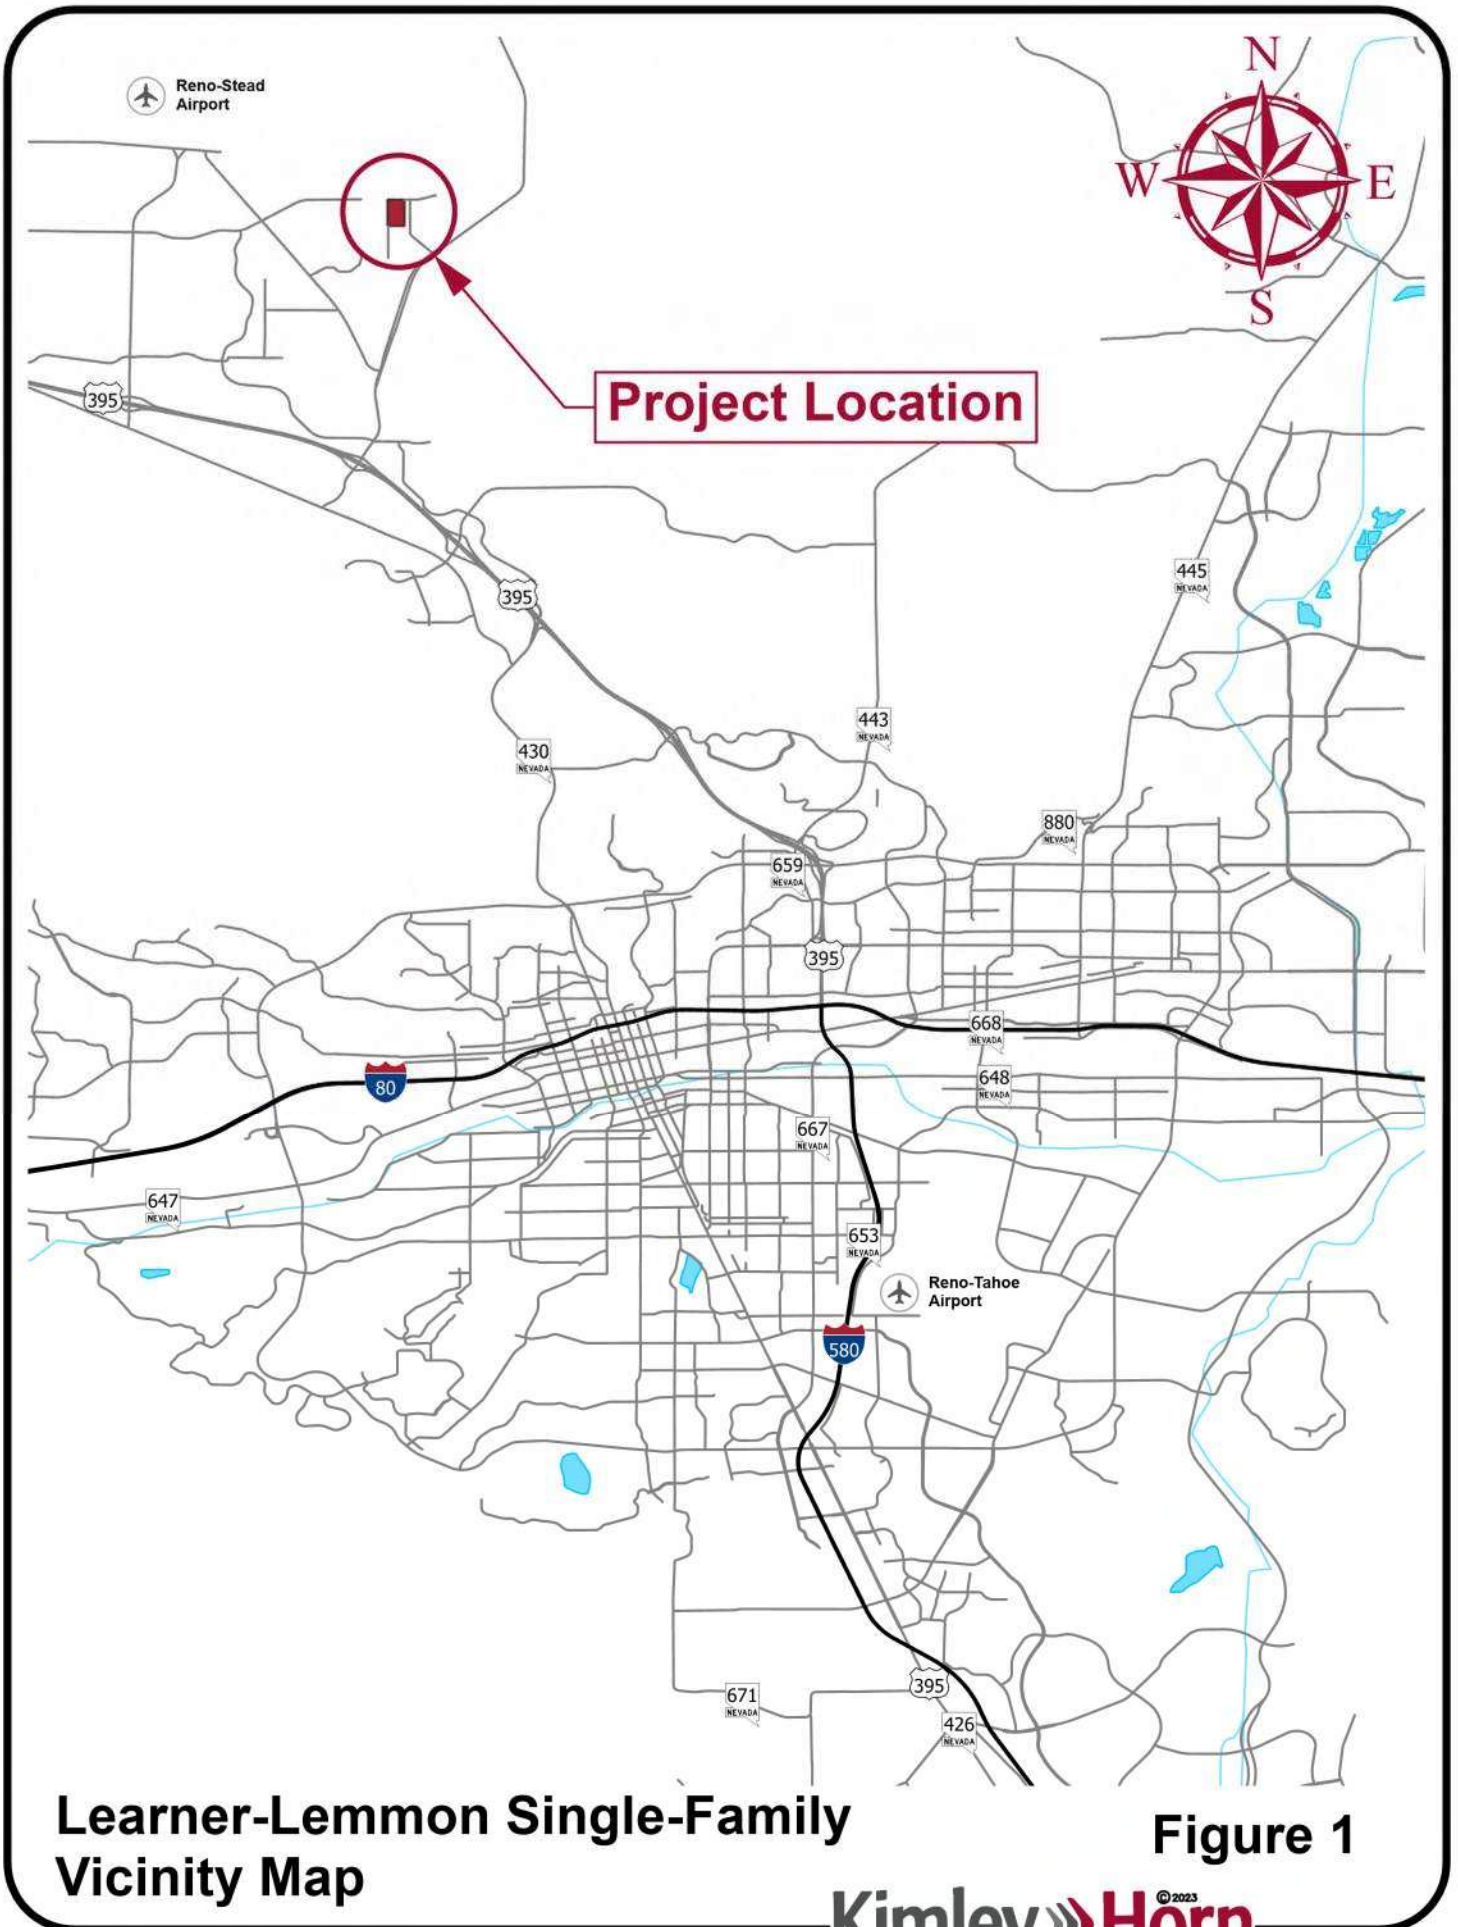 Reno-Stead
Airport
N
W
E
S
Project Location
395
395
445
NEVADA
443
NEVADA
430
NEVADA
880
NEVADA
659
NEVADA
395
668
NEVADA
80
648
NEVADA
667
NEVADA
647
NEVADA
653
NEVADA
Reno-Tahoe
Airport
580
395
671
NEVADA
426
NEVADA
Learner-Lemmon Single-Family
Vicinity Map
Figure 1
Kimley»Horn
©2023